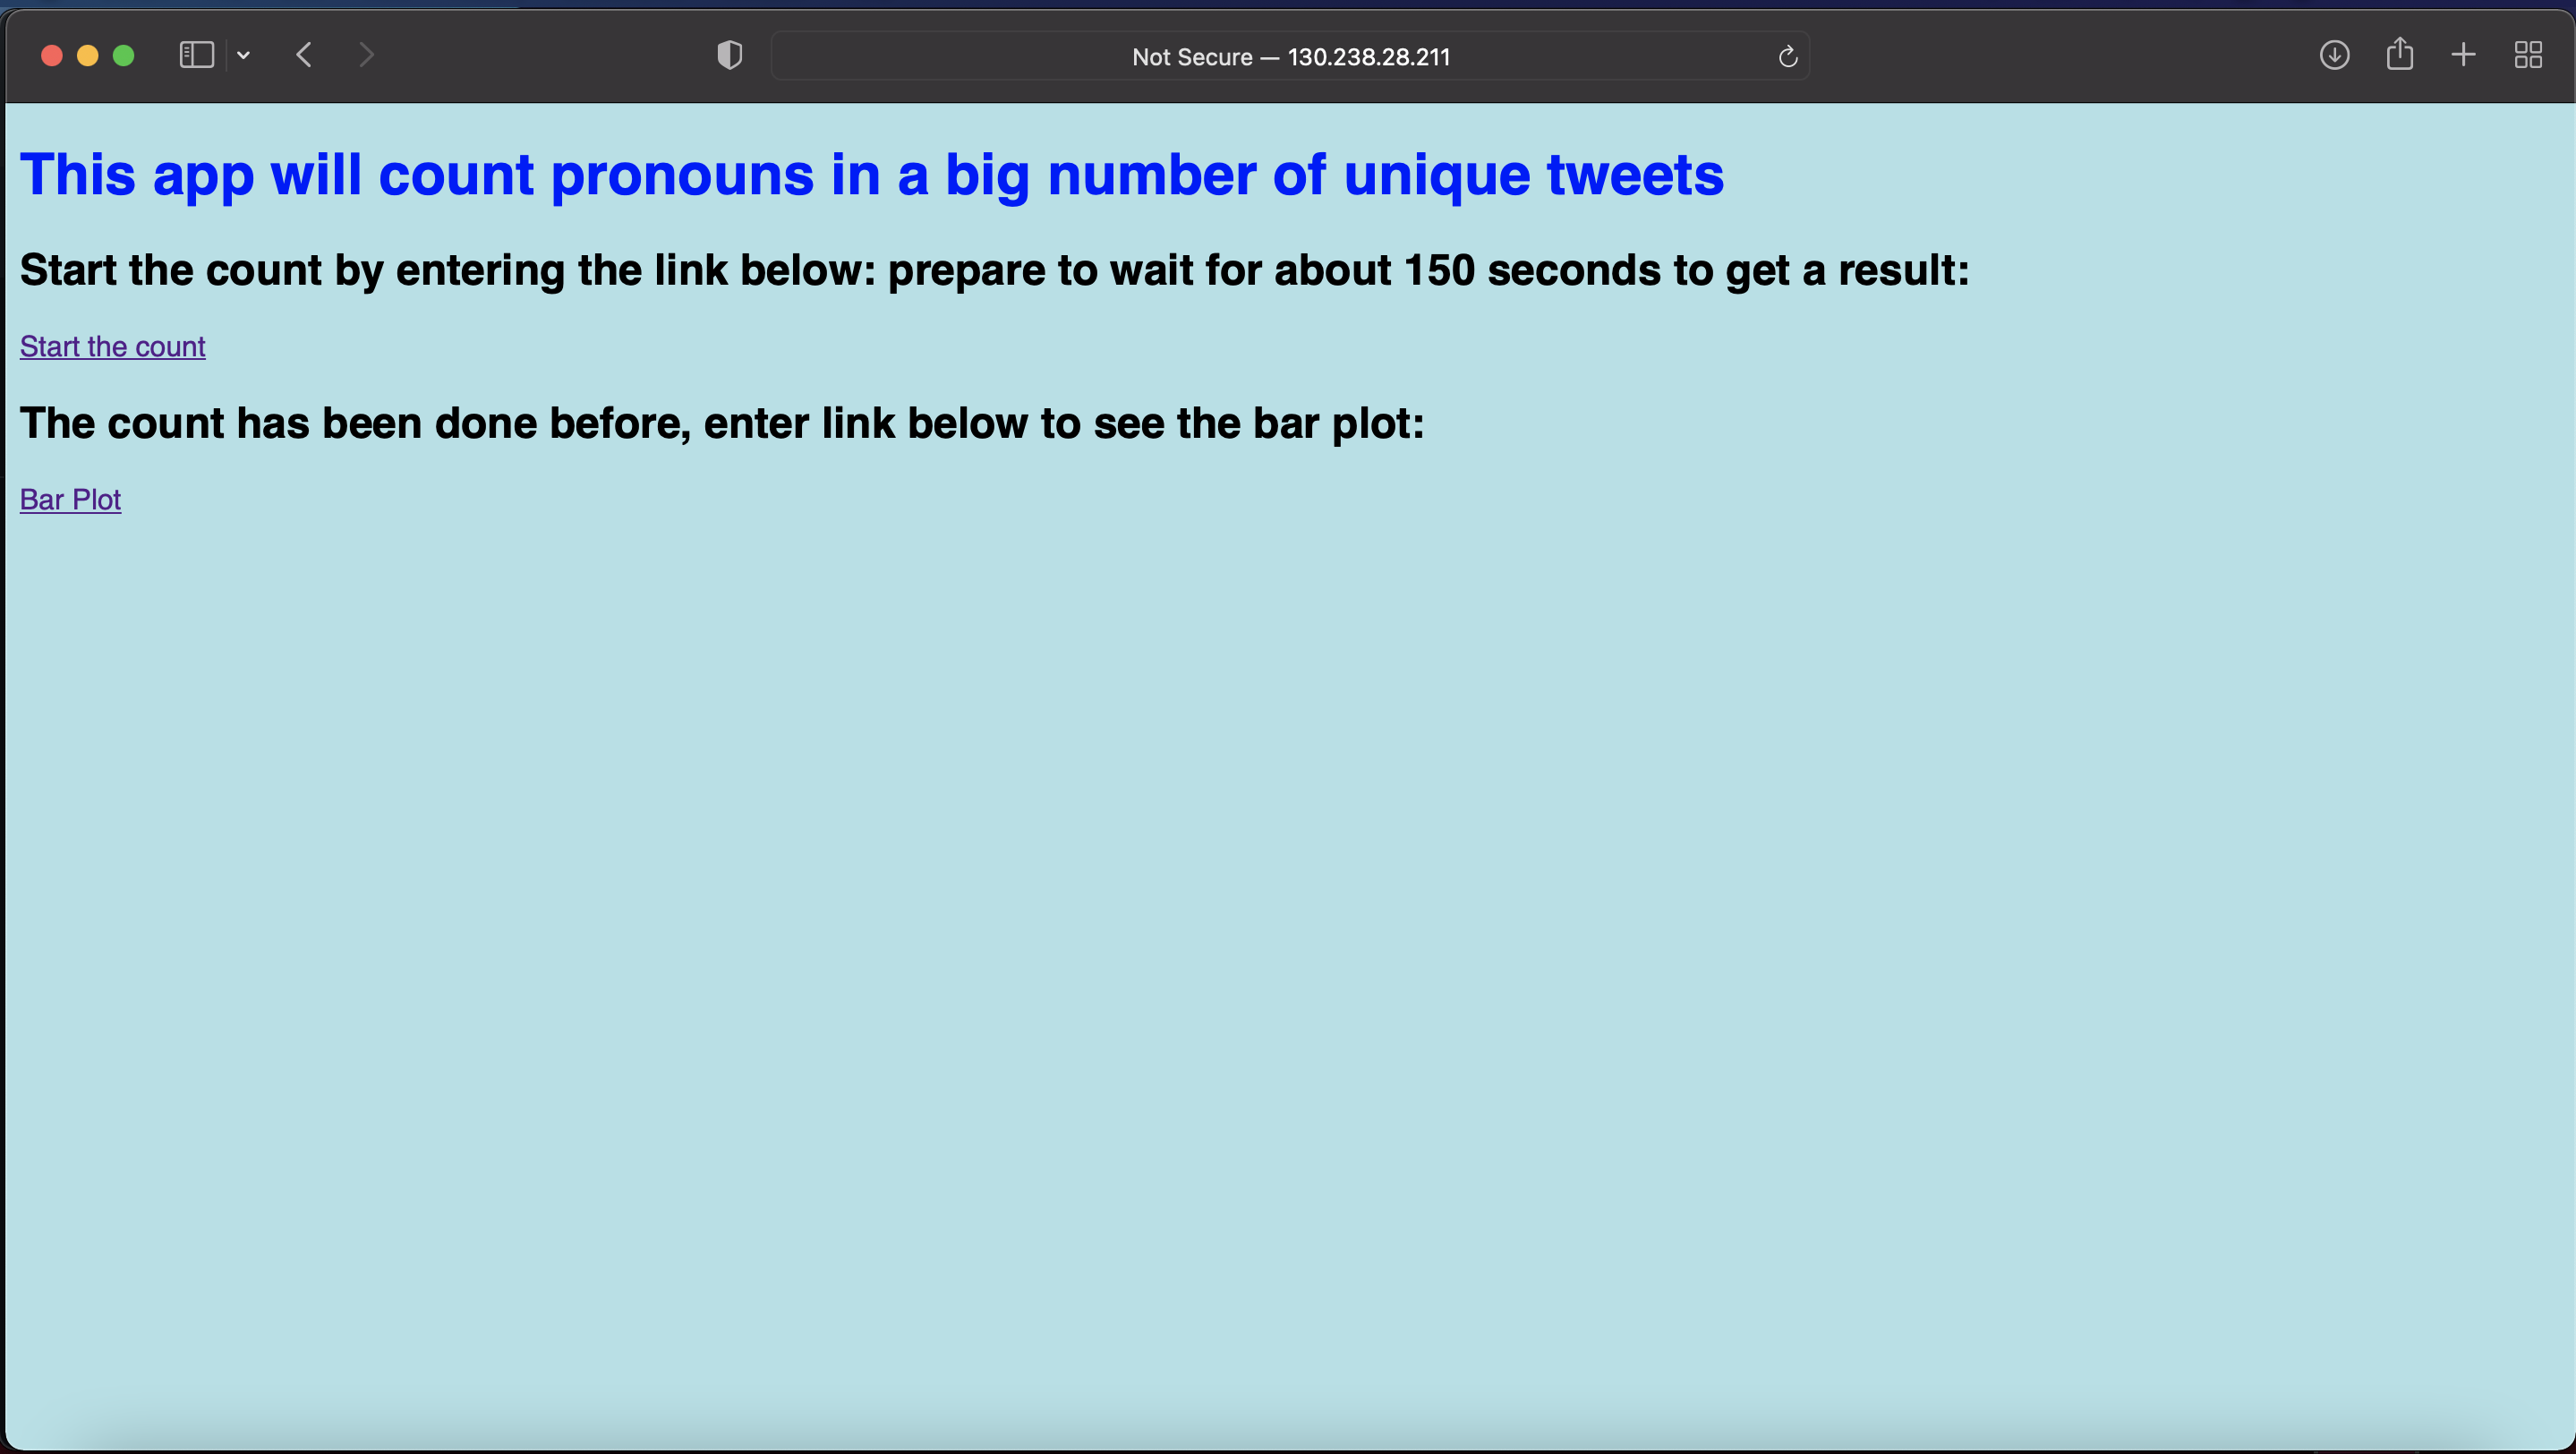 Not Secure — 130.238.28.211
This app will count pronouns in a big number of unique tweets
Start the count by entering the link below: prepare to wait for about 150 seconds to get a result:
Start the count
The count has been done before, enter link below to see the bar plot:
Bar Plot